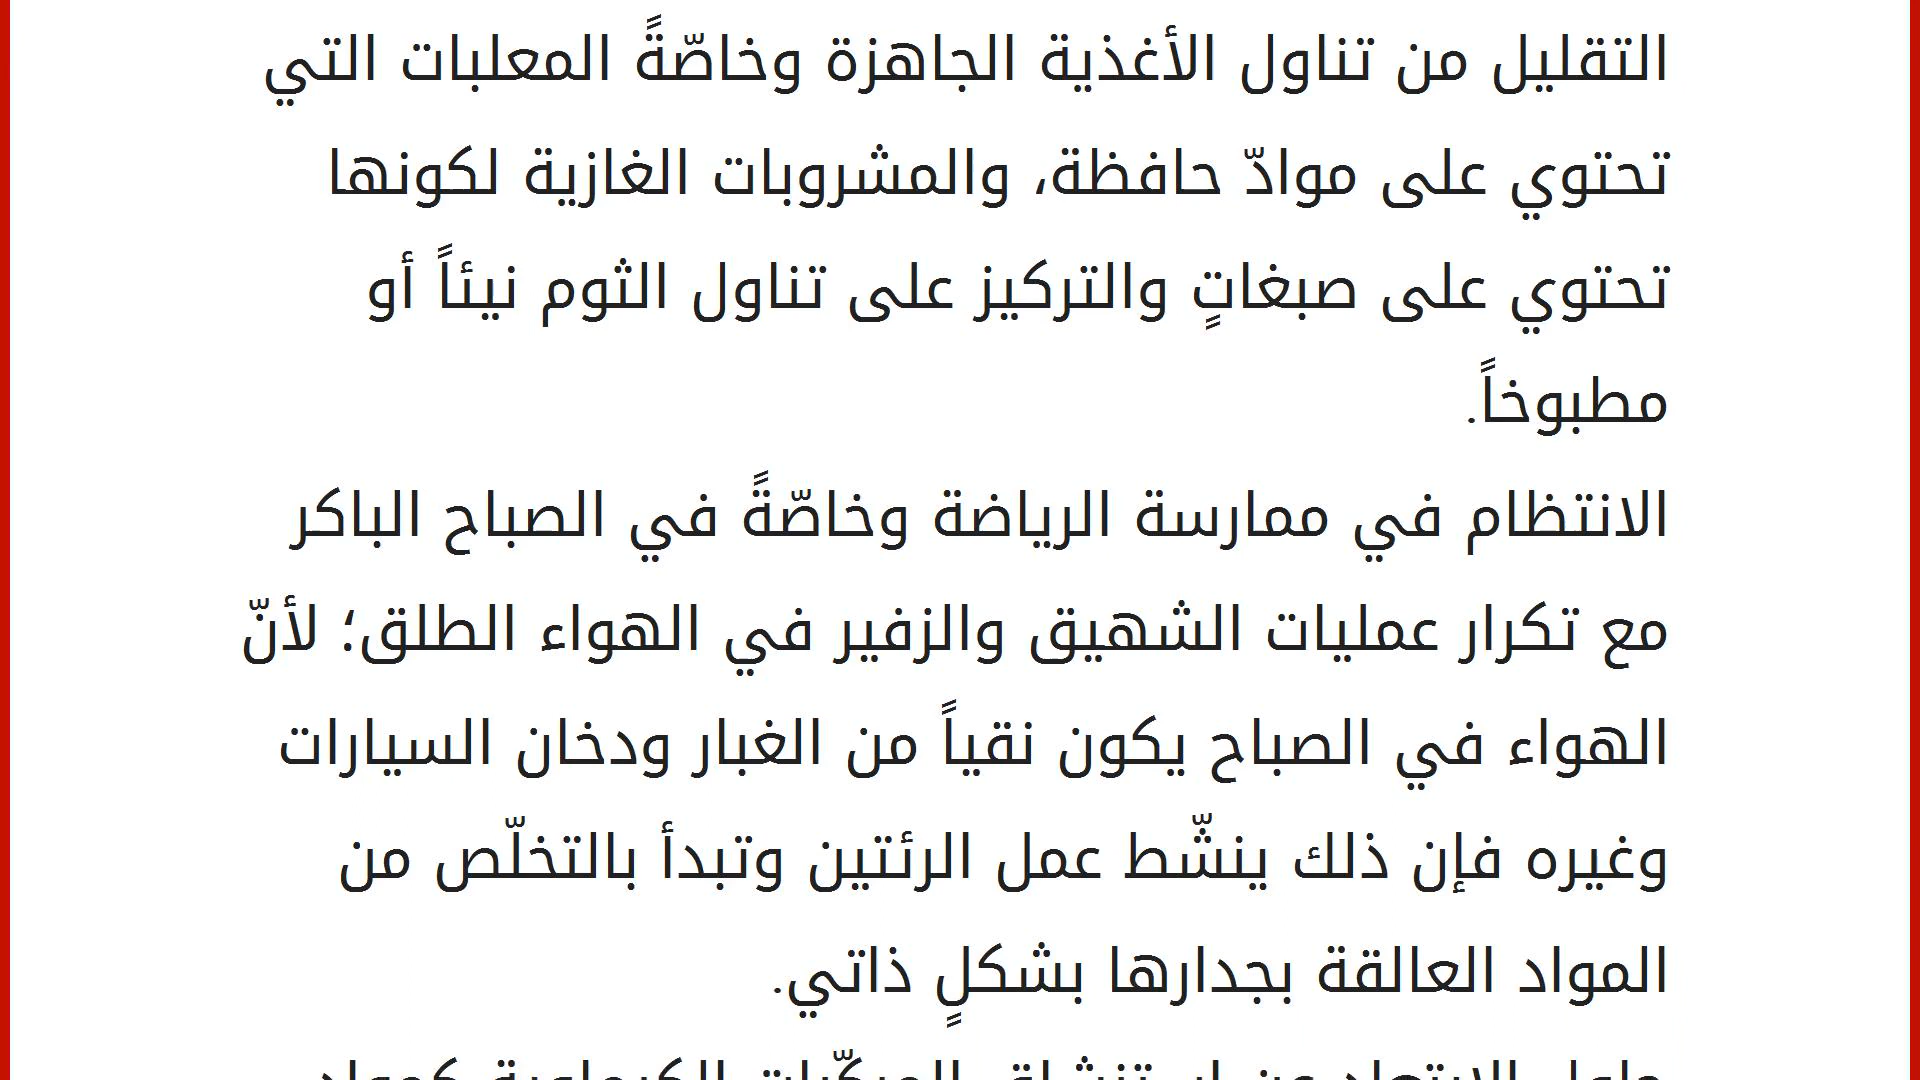 التقليل من تناول الأغذية الجاهزة وخاصّةً المعلبات التي
تحتوي على موادّ حافظة، والمشروبات الغازية لكونها
تحتوي على صبغاتٍ والتركيز على تناول الثوم نيئاً أو
مطبوخاً.
الانتظام في ممارسة الرياضة وخاصّةً في الصباح الباكر
مع تكرار عمليات الشهيق والزفير في الهواء الطلق؛ لأنّ
الهواء في الصباح يكون نقياً من الغبار ودخان السيارات
وغيره فإن ذلك ينشّط عمل الرئتين وتبدأ بالتخلّص من
المواد العالقة بجدارها بشكلٍ ذاتي.